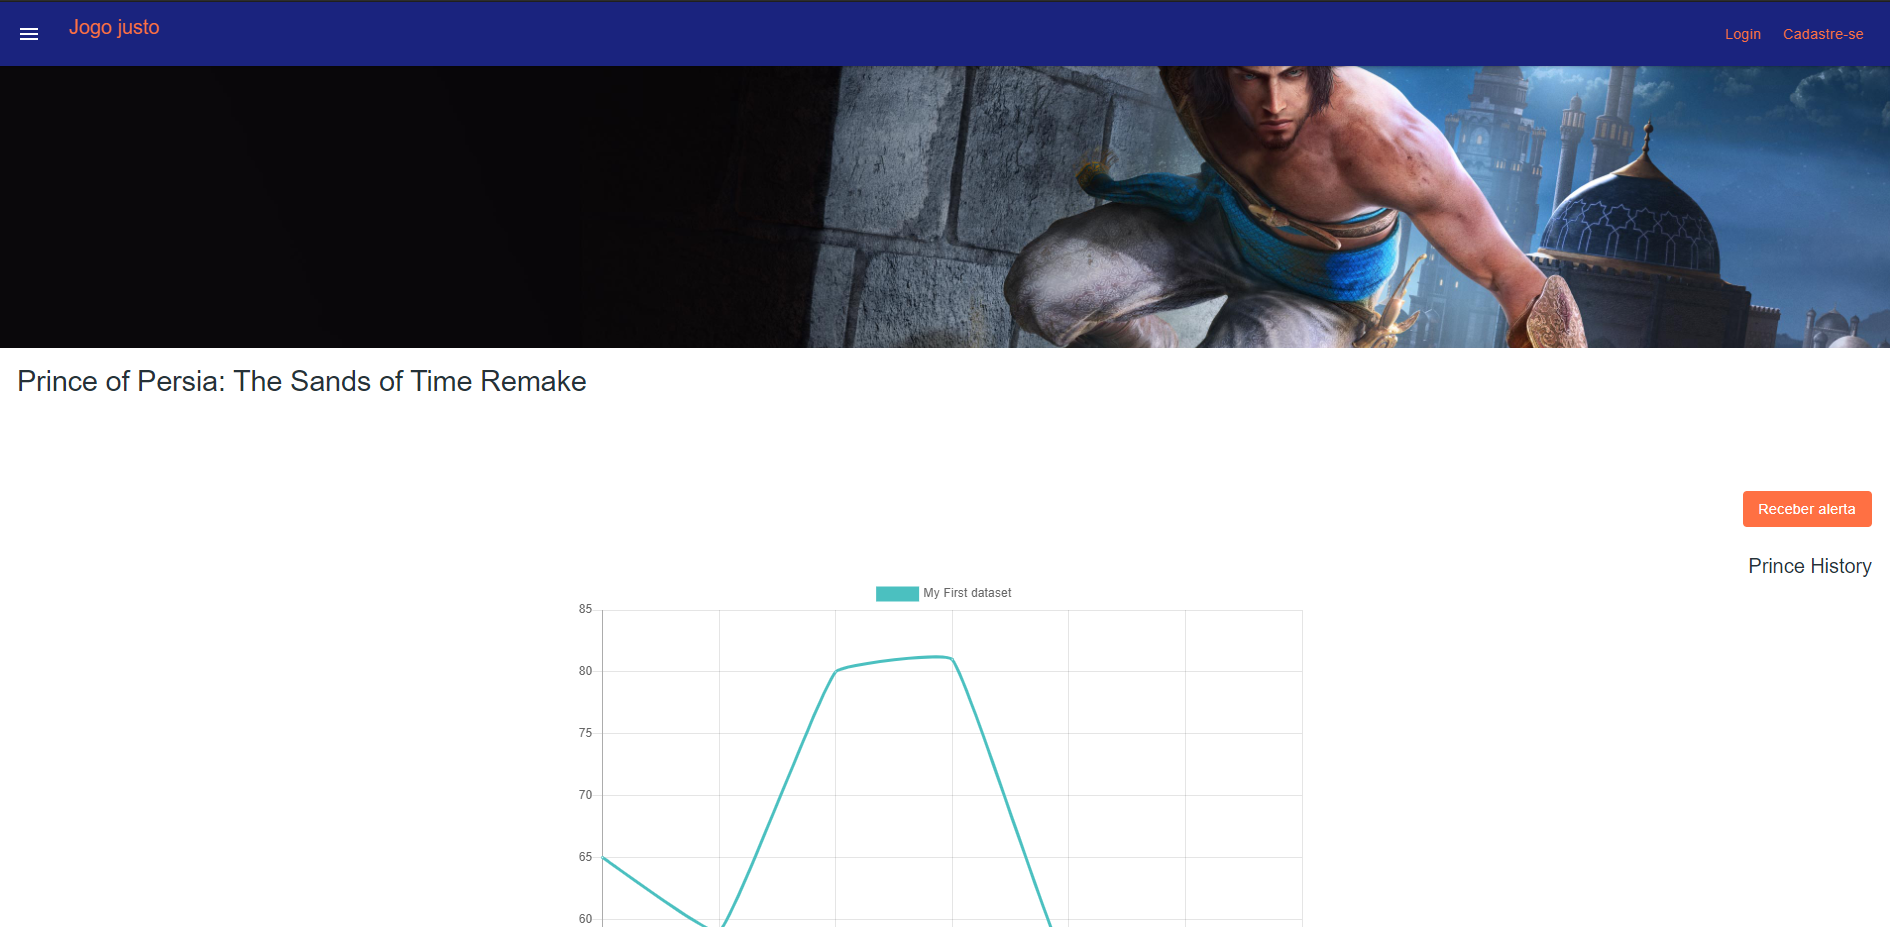 Jogo justo
Login Cadastre-se
Prince of Persia: The Sands of Time Remake
Receber alerta
Prince History
My First dataset
85
80
75
70
65
60